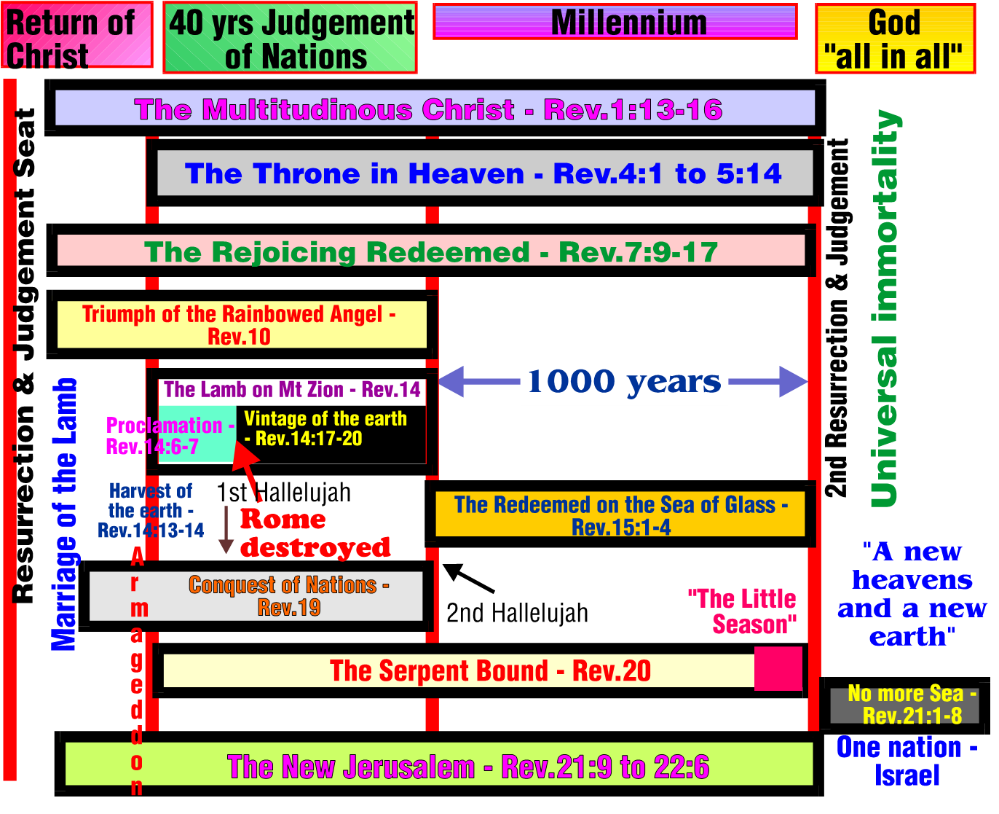 Return of
Christ
40 yrs Judgement
of Nations
Millennium
God
"all in all"
Resurrection & Judgement Seat
The Multitudinous Christ - Rev.1:13-16
The Throne in Heaven - Rev.4:1 to 5:14
The Rejoicing Redeemed - Rev.7:9-17
Triumph of the Rainbowed Angel -
Rev.10
1000 years
2nd Resurrection & Judgement
Universal immortality
Marriage of the Lamb
The Lamb on Mt Zion - Rev.14
Proclamation -
Rev.14:6-7
Vintage of the earth
- Rev.14:17-20
Harvest of
the earth -
Rev.14:13-14
1st Hallelujah
Rome
destroyed
The Redeemed on the Sea of Glass -
Rev.15:1-4
Armageddon
Conquest of Nations -
Rev.19
2nd Hallelujah
"The Little
Season"
"A new
heavens
and a new
earth"
The Serpent Bound - Rev.20
No more Sea -
Rev.21:1-8
The New Jerusalem - Rev.21:9 to 22:6
One nation -
Israel